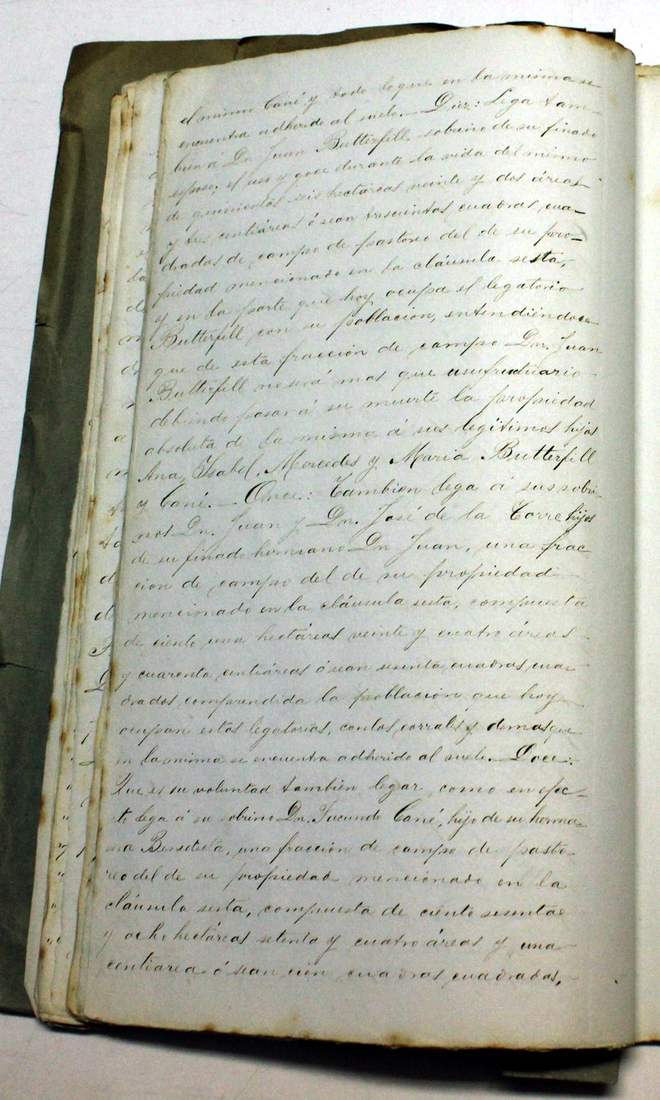 el mismo Cané y todo lo que en la misma se
encuentra adherido al suelo.— Diez: Lega tam-
bien á Dn. Juan Butterfill sobrino de su finado
esposo, el uso y goce durante la vida del mismo
de quinientos seis hectáreas veinte y dos áreas
y tres centiáreas ó sean trescientas cuadras cua-
dradas de campo de pastoreo del de su pro-
piedad mencionado en la cláusula sesta,
y en la parte que hoy ocupa el legatario
Butterfill con su poblacion, entendiéndose
que de esta fraccion de campo Dn. Juan
Butterfill no será mas que usufructuario
debiendo pasar á su muerte la propiedad
absoluta de la misma á sus legítimos hijos
Ana, Isabel, Mercedes y Maria Butterfill
y Cané.— Once: Tambien lega á sus sobri-
nos Dn. Juan y Dn. José de la Torre hijos
de su finado hermano Dn. Juan, una frac
cion de campo del de su propiedad
mencionado en la cláusula sesta, compuesta
de ciento una hectáreas veinte y cuatro áreas
y cuarenta centiáreas ó sean sesenta cuadras cua-
dradas, comprendida la poblacion que hoy
ocupan estos legatarios, con los corrales y demas que
en la misma se encuentra adherido al suelo.— Doce:
Que es su voluntad tambien legar, como en efec-
to lega á su sobrino Dn. Facundo Cané, hijo de su herma-
na, una fraccion de campo de pasto-
reo del de su propiedad mencionado en la
cláusula sesta, compuesta de ciento sesenta
y ocho hectáreas setenta y cuatro áreas y una
centiarea ó sean cien cuadras cuadradas,